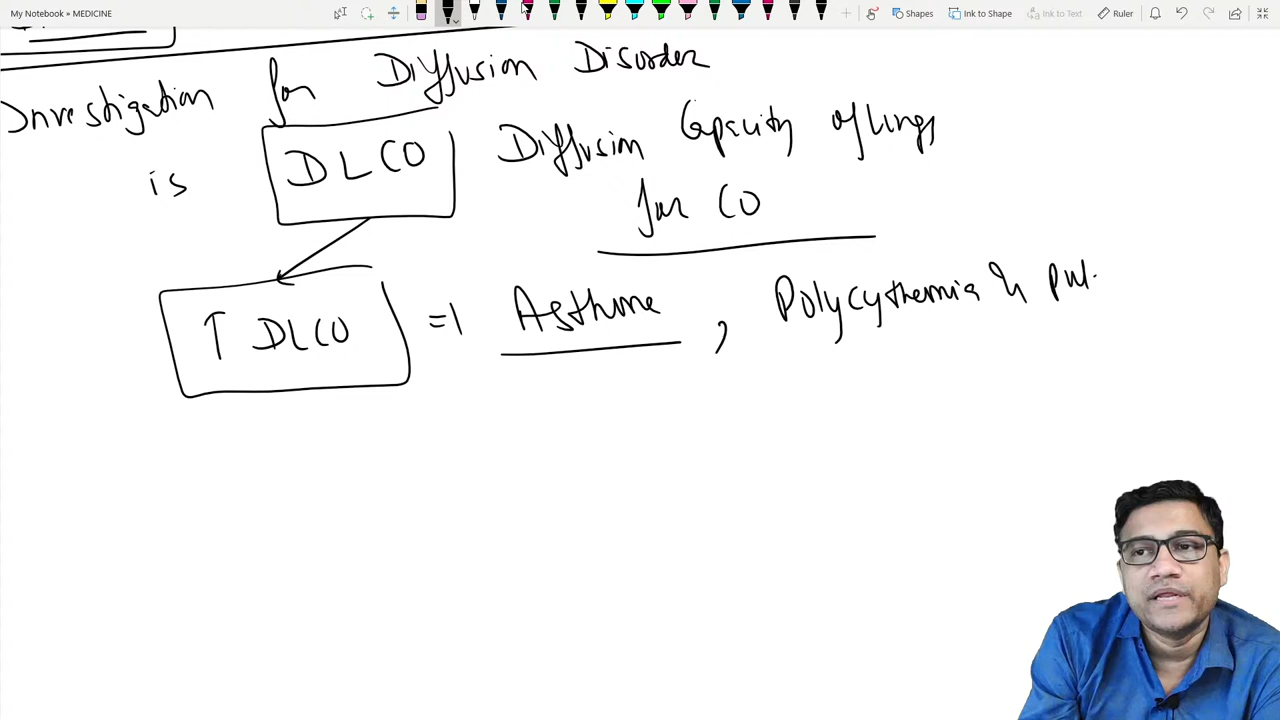 My Notebook » MEDICINE
Shapes
Ink to Shape
Ink to Text
Ruler
Investigation for Diffusion Disorder
is DLCO Diffusion Capacity of lungs
for CO
↑ DLCO => Asthma, Polycythemia & pul.